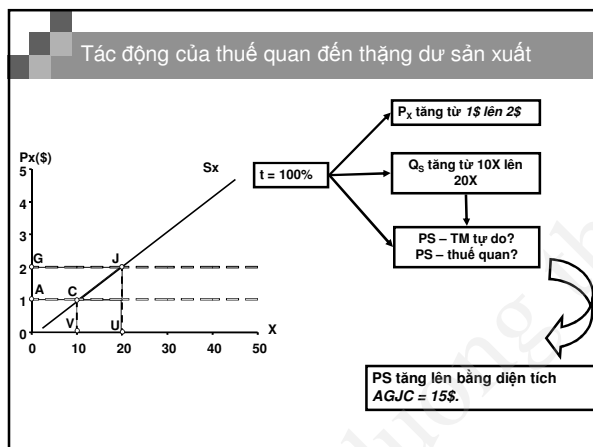 Tác động của thuế quan đến thặng dư sản xuất
Px($)
5
4
3
2
1
0
Sx
G
J
A
C
V
U
X
0 10 20 30 40 50
t = 100%
PX tăng từ 1$ lên 2$
QS tăng từ 10X lên
20X
PS – TM tự do?
PS – thuế quan?
PS tăng lên bằng diện tích
AGJC = 15$.